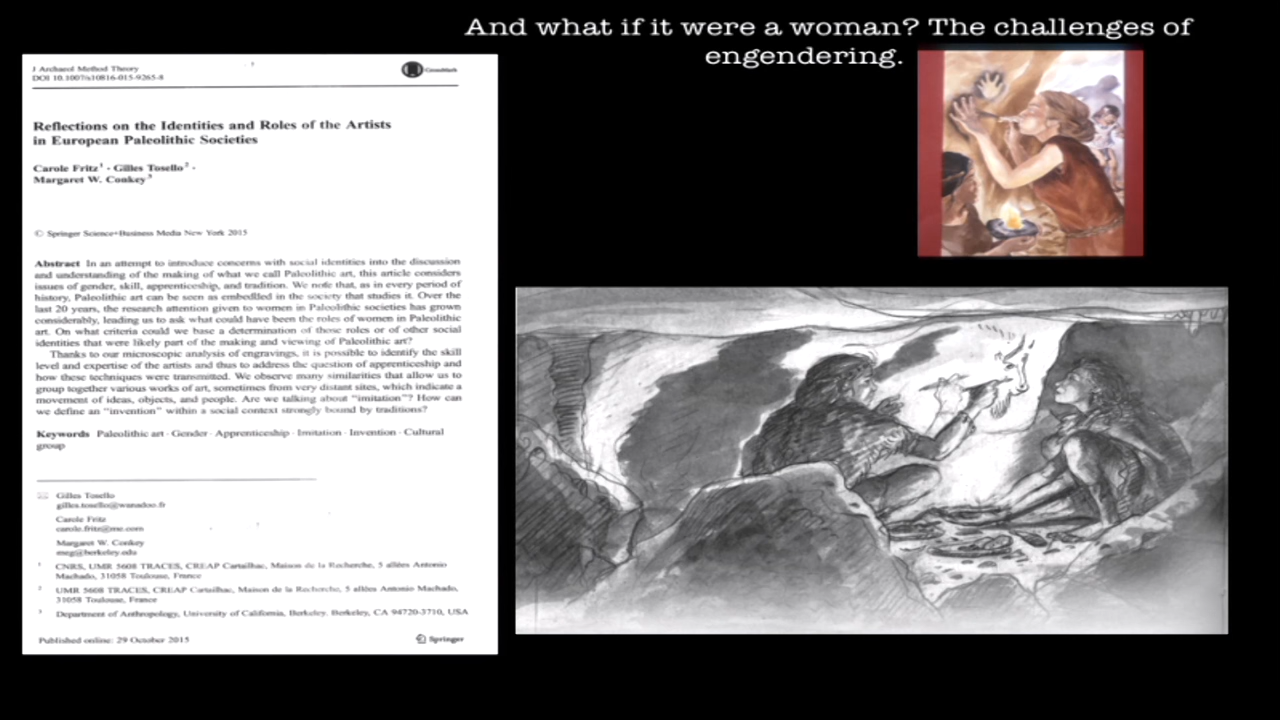 And what if it were a woman? The challenges of
engendering.
J Archaeol Method Theory
DOI 10.1007/s10816-015-9265-8
CrossMark
Reflections on the Identities and Roles of the Artists
in European Paleolithic Societies
Carole Fritz¹ · Gilles Tosello² ·
Margaret W. Conkey³
© Springer Science+Business Media New York 2015
Abstract In an attempt to introduce concerns with social identities into the discussion
and understanding of the making of what we call Paleolithic art, this article considers
issues of gender, skill, apprenticeship, and tradition. We note that, as in every period of
history, Paleolithic art can be seen as embedded in the society that studies it. Over the
last 20 years, the research attention given to women in Paleolithic societies has grown
considerably, leading us to ask what could have been the roles of women in Paleolithic
art. On what criteria could we base a determination of those roles or of other social
identities that were likely part of the making and viewing of Paleolithic art?
Thanks to our microscopic analysis of engravings, it is possible to identify the skill
level and expertise of the artists and thus to address the question of apprenticeship and
how these techniques were transmitted. We observe many similarities that allow us to
group together various works of art, sometimes from very distant sites, which indicate a
movement of ideas, objects, and people. Are we talking about "imitation"? How can
we define an "invention" within a social context strongly bound by traditions?
Keywords Paleolithic art · Gender · Apprenticeship · Imitation · Invention · Cultural
group
Gilles Tosello
gilles.tosello@wanadoo.fr
Carole Fritz
carole.fritz@me.com
Margaret W. Conkey
meg@berkeley.edu
1 CNRS, UMR 5608 TRACES, CREAP Cartailhac, Maison de la Recherche, 5 allées Antonio
Machado, 31058 Toulouse, France
2 UMR 5608 TRACES, CREAP Cartailhac, Maison de la Recherche, 5 allées Antonio Machado,
31058 Toulouse, France
3 Department of Anthropology, University of California, Berkeley, Berkeley, CA 94720-3710, USA
Published online: 29 October 2015
Springer